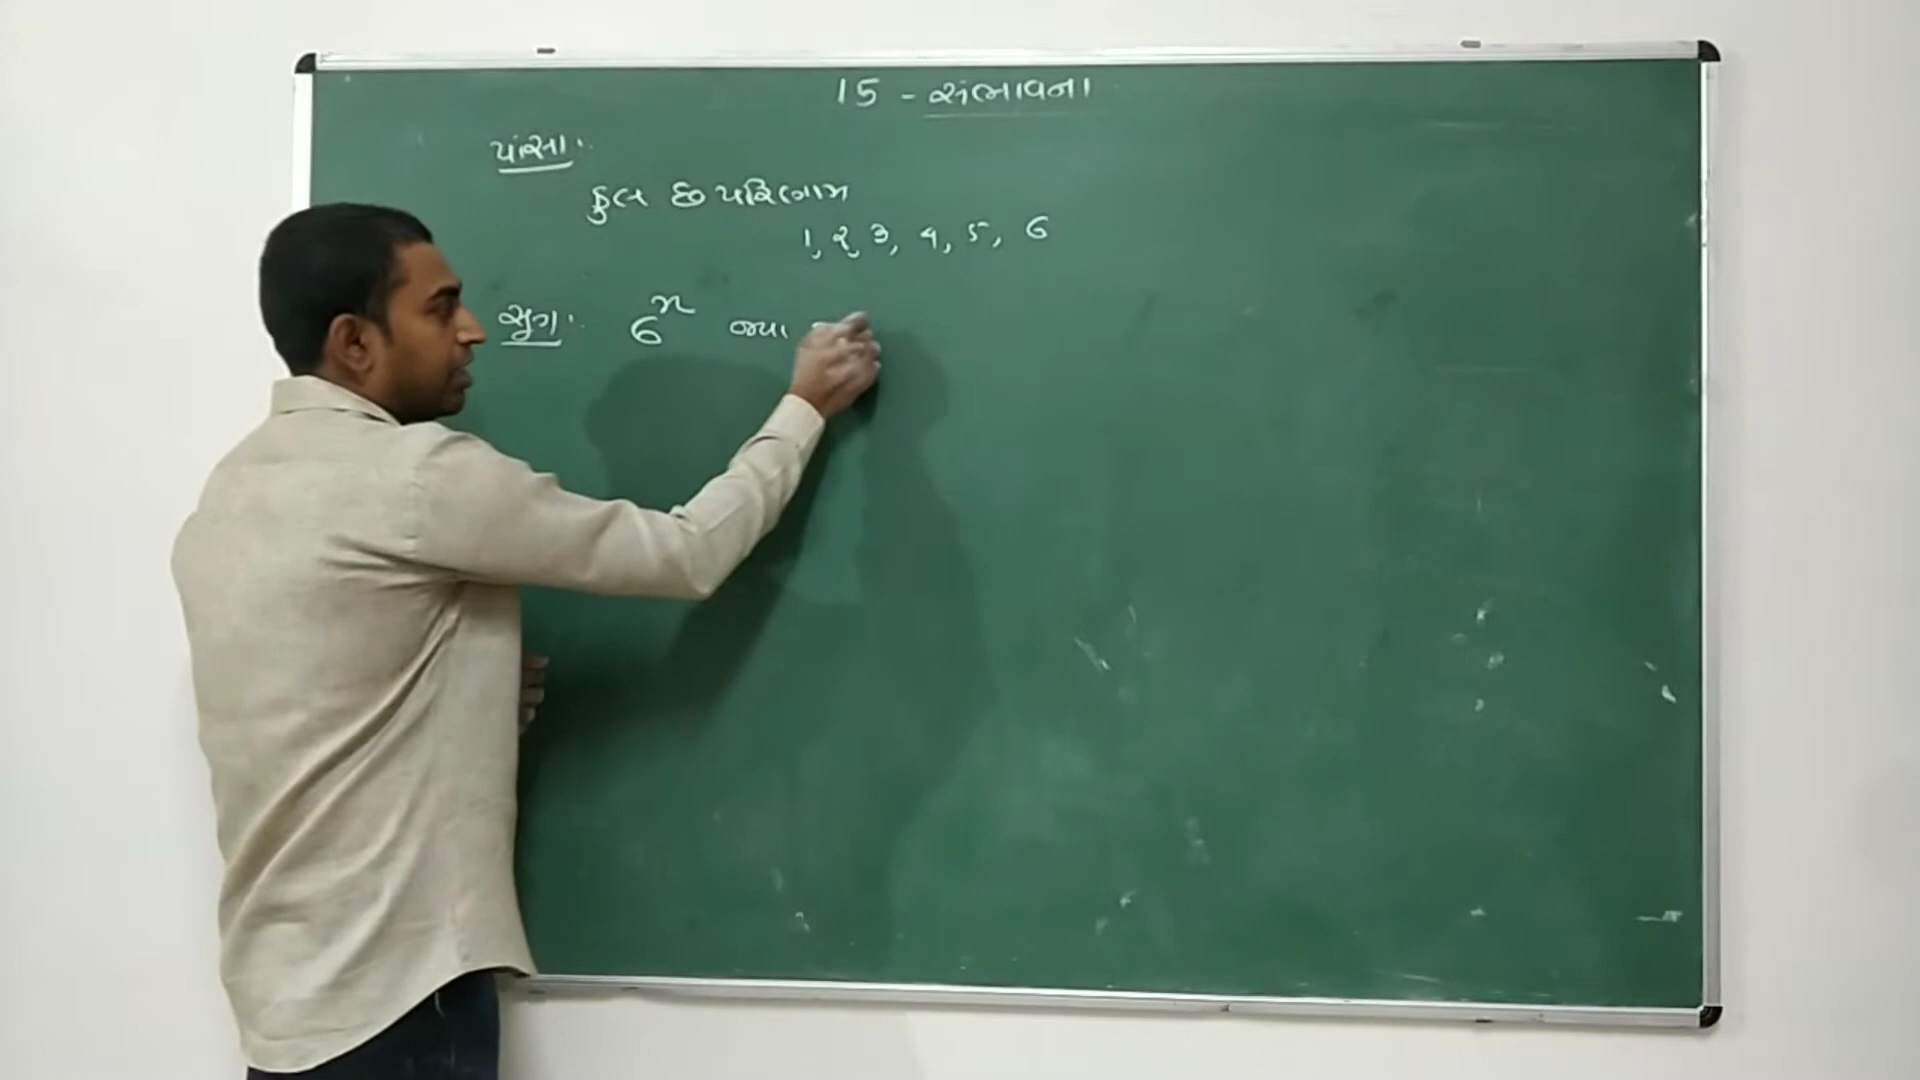 15 - સંભાવના
પાંસા :
કુલ છ પરિણામ
1, 2, 3, 4, 5, 6
સૂત્ર : 6ⁿ જ્યા